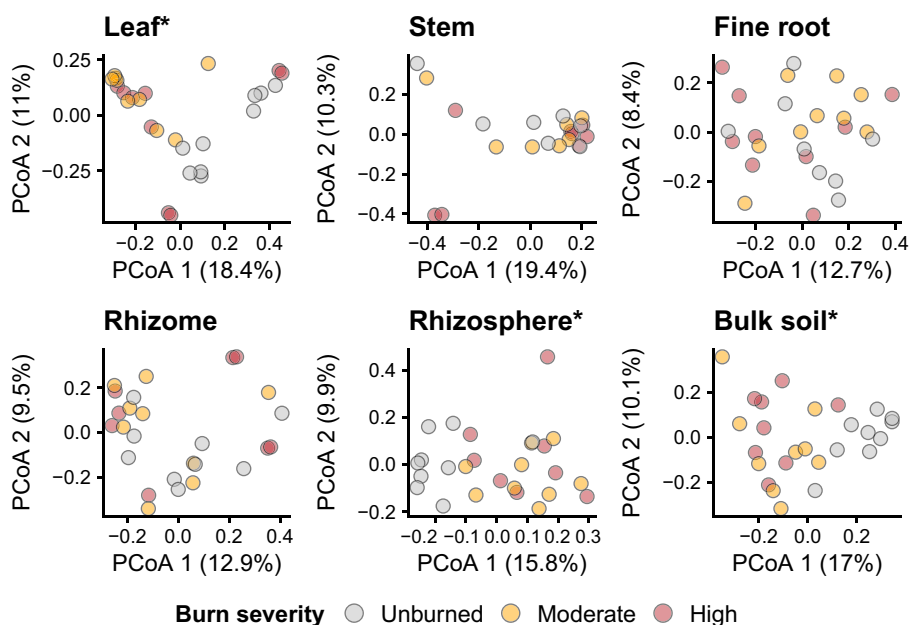 Leaf*
Stem
Fine root
PCoA 2 (11%)
0.25
0.00
−0.25
−0.2 0.0 0.2 0.4
PCoA 1 (18.4%)
PCoA 2 (10.3%)
0.2
0.0
−0.2
−0.4
−0.4 −0.2 0.0 0.2
PCoA 1 (19.4%)
PCoA 2 (8.4%)
0.2
0.0
−0.2
−0.2 0.0 0.2 0.4
PCoA 1 (12.7%)
Rhizome
Rhizosphere*
Bulk soil*
PCoA 2 (9.5%)
0.2
0.0
−0.2
−0.2 0.0 0.2 0.4
PCoA 1 (12.9%)
PCoA 2 (9.9%)
0.4
0.2
0.0
−0.2
−0.2 −0.1 0.0 0.1 0.2 0.3
PCoA 1 (15.8%)
PCoA 2 (10.1%)
0.2
0.0
−0.2
−0.2 0.0 0.2
PCoA 1 (17%)
Burn severity Unburned Moderate High